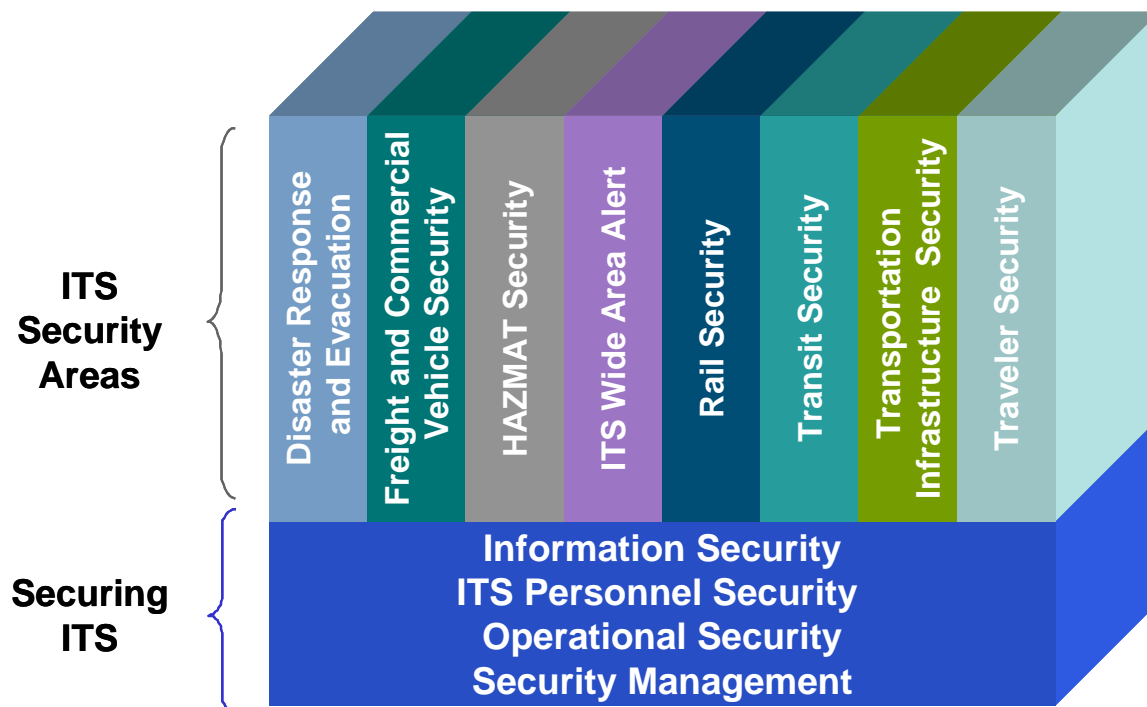 ITS
Security
Areas
Disaster Response
and Evacuation
Freight and Commercial
Vehicle Security
HAZMAT Security
ITS Wide Area Alert
Rail Security
Transit Security
Transportation
Infrastructure Security
Traveler Security
Securing
ITS
Information Security
ITS Personnel Security
Operational Security
Security Management